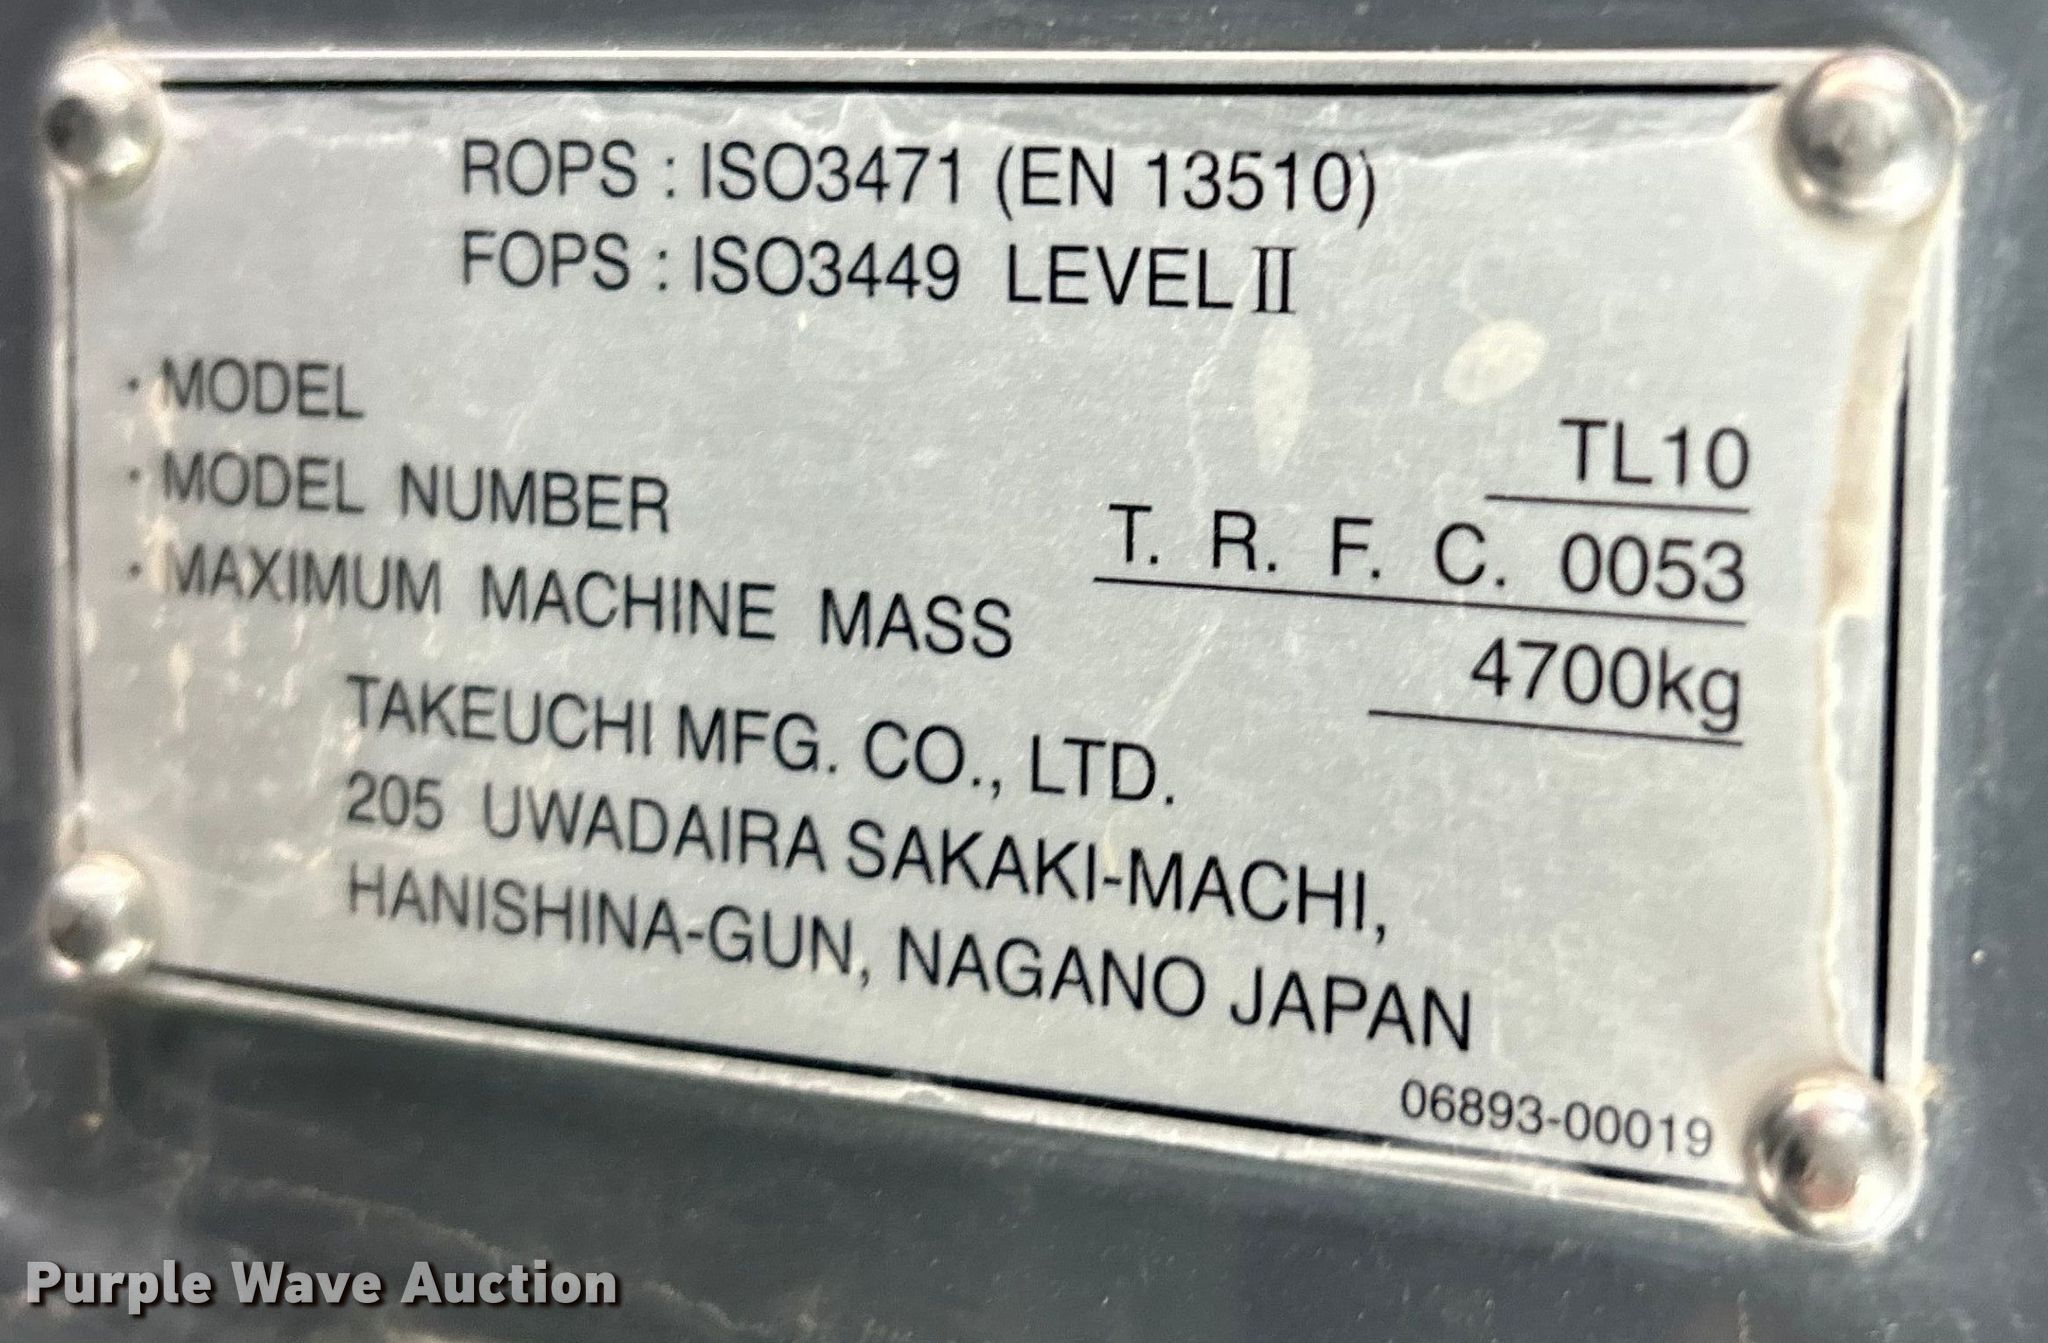 ROPS : ISO3471 (EN 13510)
FOPS : ISO3449 LEVEL II
· MODEL TL10
· MODEL NUMBER T. R. F. C. 0053
· MAXIMUM MACHINE MASS 4700kg
TAKEUCHI MFG. CO., LTD.
205 UWADAIRA SAKAKI-MACHI,
HANISHINA-GUN, NAGANO JAPAN
06893-00019
Purple Wave Auction